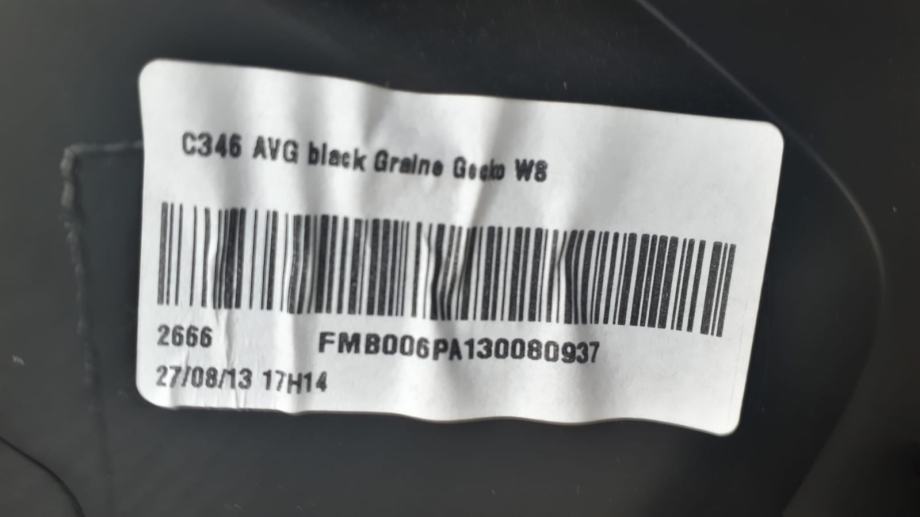 C346 AVG black Graine Gecko W8
2666 FMB006PA130080937
27/08/13 17H14